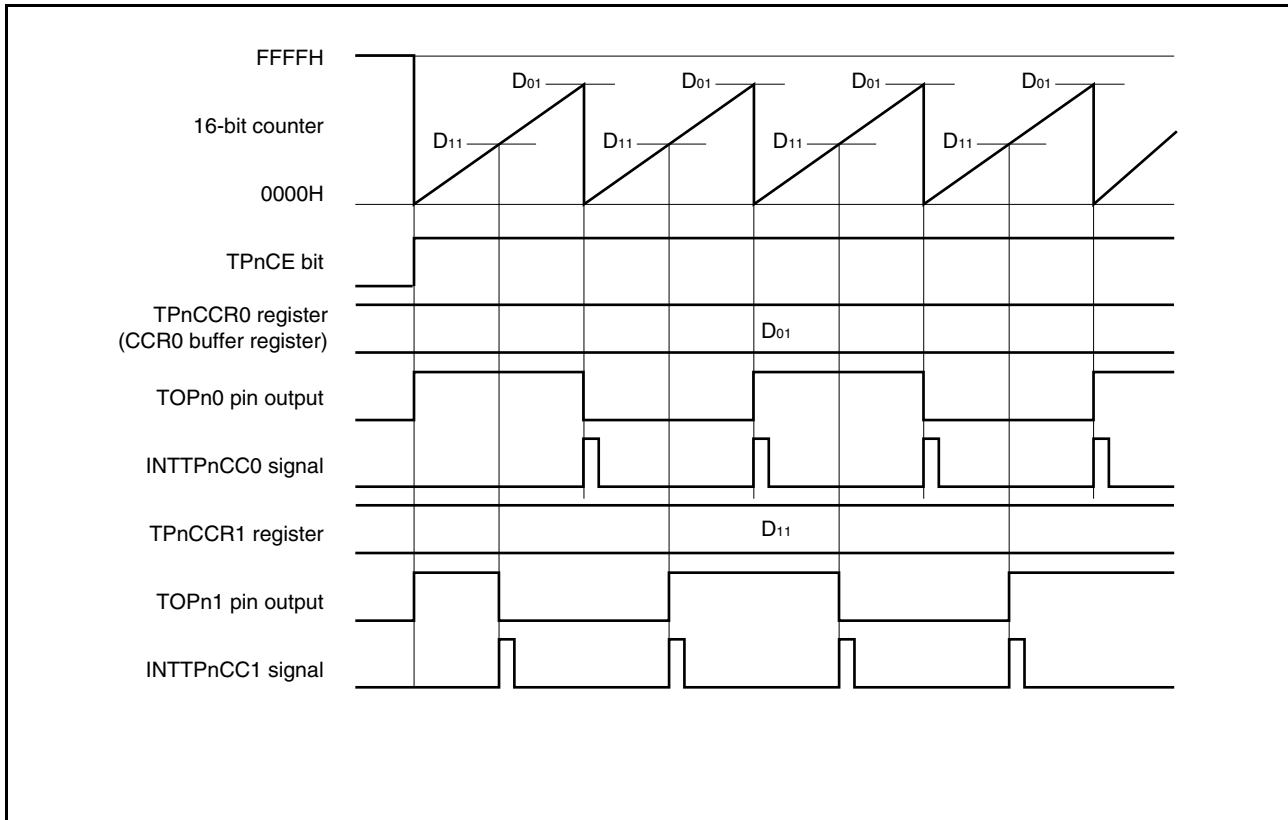 FFFFH
D01 D01 D01 D01
16-bit counter
D11 D11 D11 D11
0000H
TPnCE bit
TPnCCR0 register
(CCR0 buffer register)
D01
TOPn0 pin output
INTTPnCC0 signal
TPnCCR1 register
D11
TOPn1 pin output
INTTPnCC1 signal